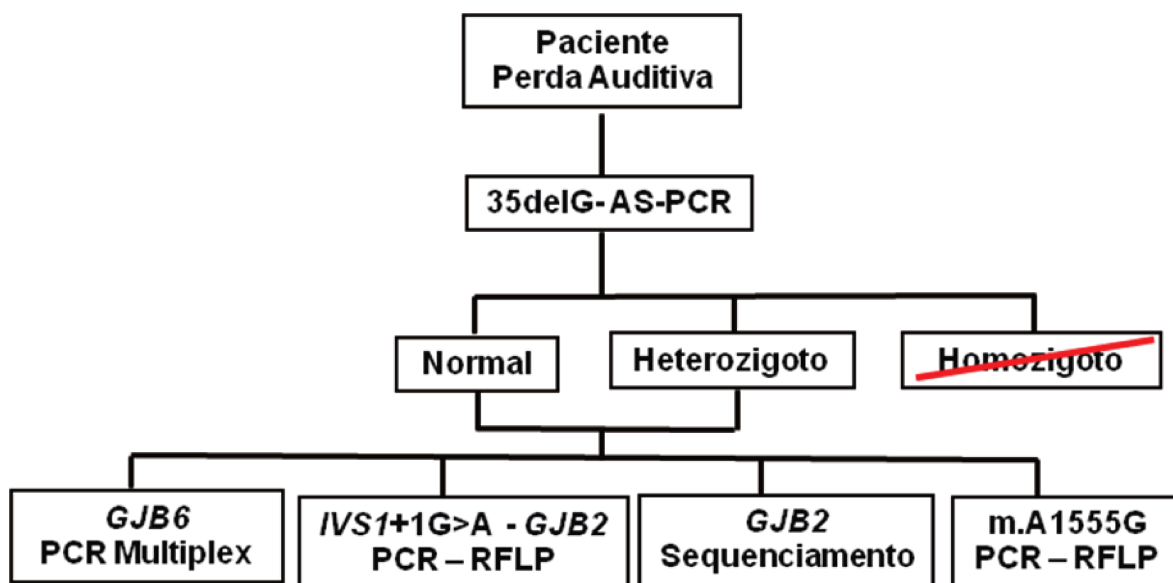 Paciente
Perda Auditiva
35delG- AS-PCR
Normal
Heterozigoto
Homozigoto
GJB6
PCR Multiplex
IVS1+1G>A - GJB2
PCR – RFLP
GJB2
Sequenciamento
m.A1555G
PCR – RFLP